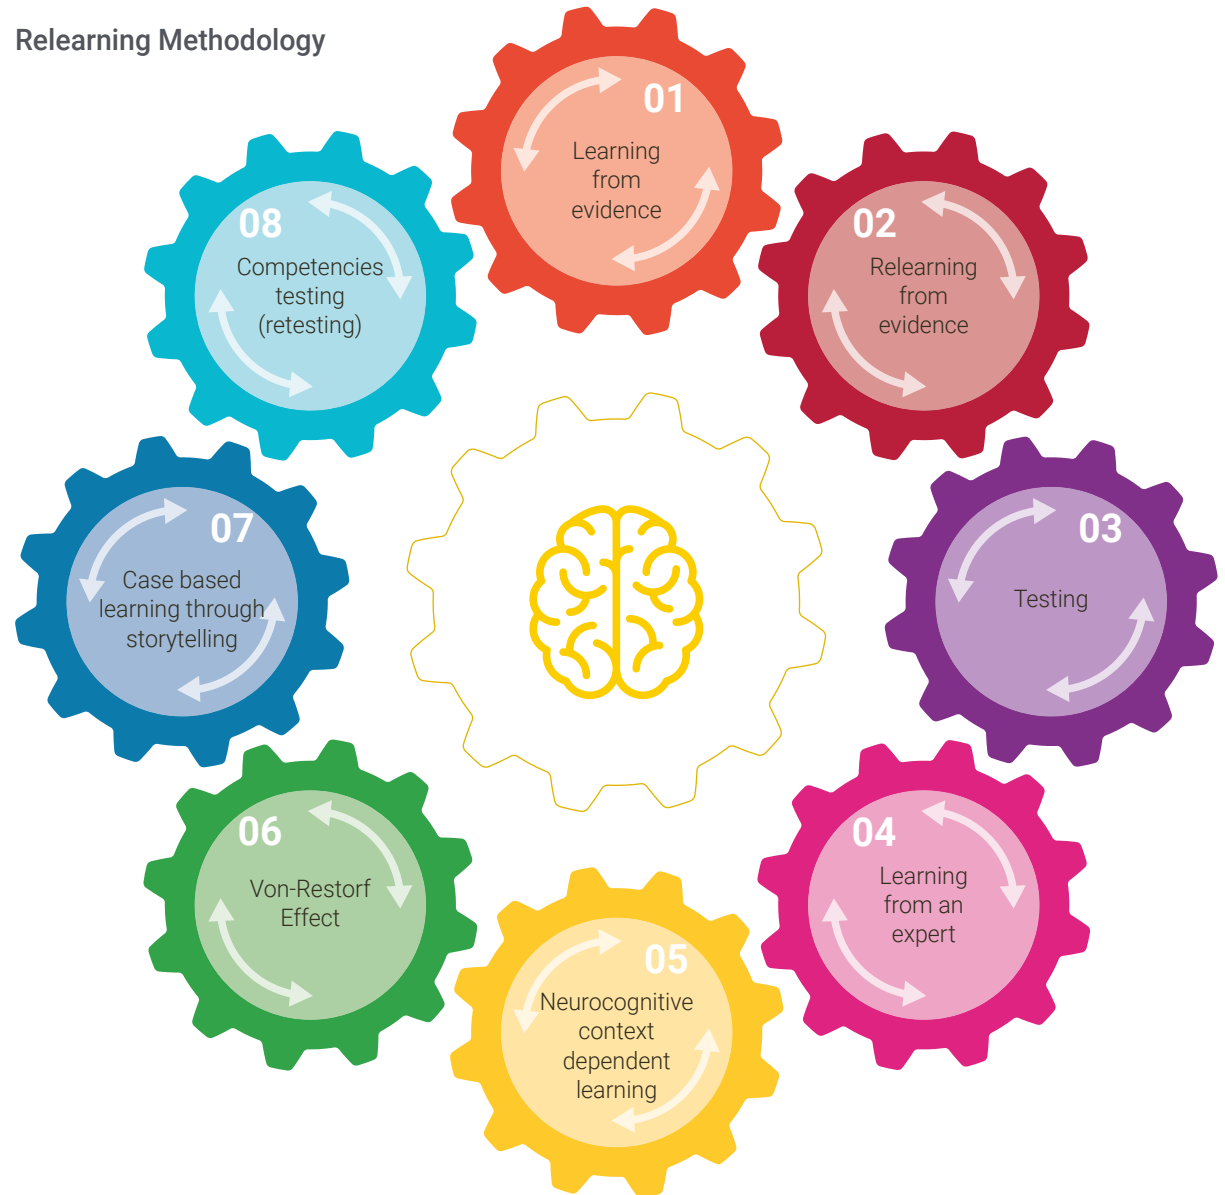 Relearning Methodology
01
Learning
from
evidence
02
Relearning
from
evidence
03
Testing
04
Learning
from an
expert
05
Neurocognitive
context
dependent
learning
06
Von-Restorf
Effect
07
Case based
learning through
storytelling
08
Competencies
testing
(retesting)